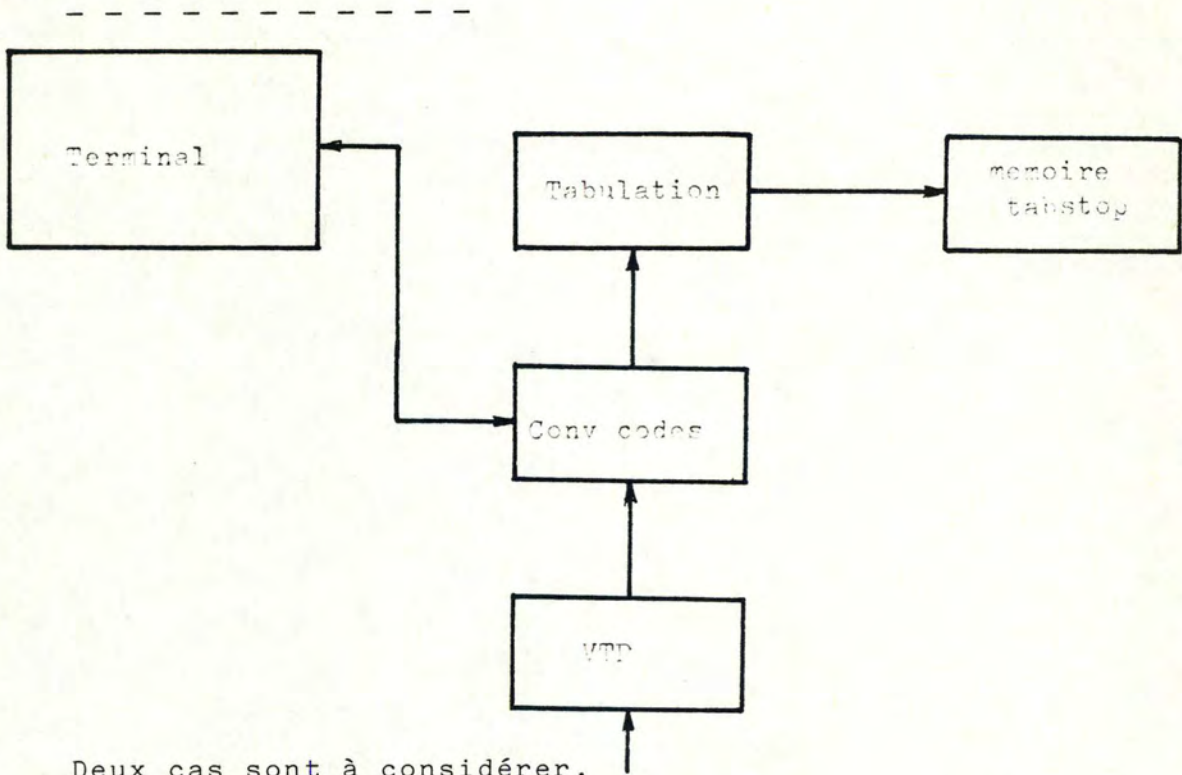 Terminal
Tabulation
memoire
tabstop
Conv codes
VTP
Deux cas sont à considérer.